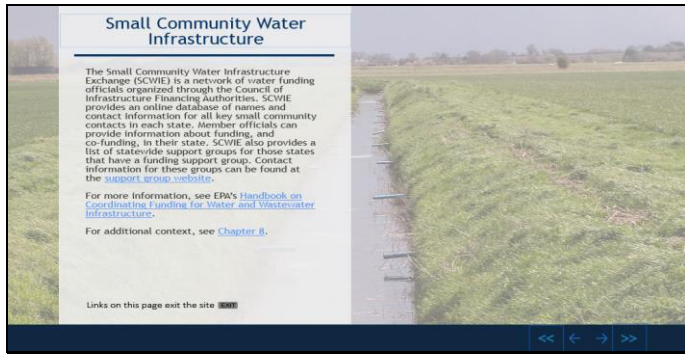 Small Community Water
Infrastructure
The Small Community Water Infrastructure
Exchange (SCWIE) is a network of water funding
officials organized through the Council of
Infrastructure Financing Authorities. SCWIE
provides an online database of names and
contact information for all key small community
contacts in each state. Member officials can
provide information about funding, and
co-funding, in their state. SCWIE also provides a
list of statewide support groups for those states
that have a funding support group. Contact
information for these groups can be found at
the support group website.
For more information, see EPA's Handbook on
Coordinating Funding for Water and Wastewater
Infrastructure.
For additional context, see Chapter 8.
Links on this page exit the site EXIT
<< ← → >>